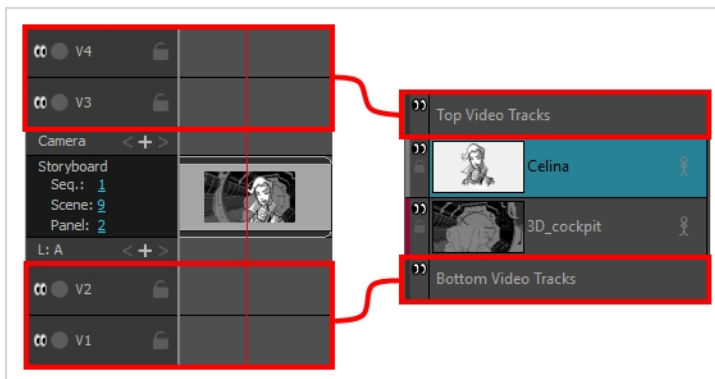 V4
V3
Camera < + >
Storyboard
Seq.: 1
Scene: 9
Panel: 2
L: A < + >
V2
V1
Top Video Tracks
Celina
3D_cockpit
Bottom Video Tracks